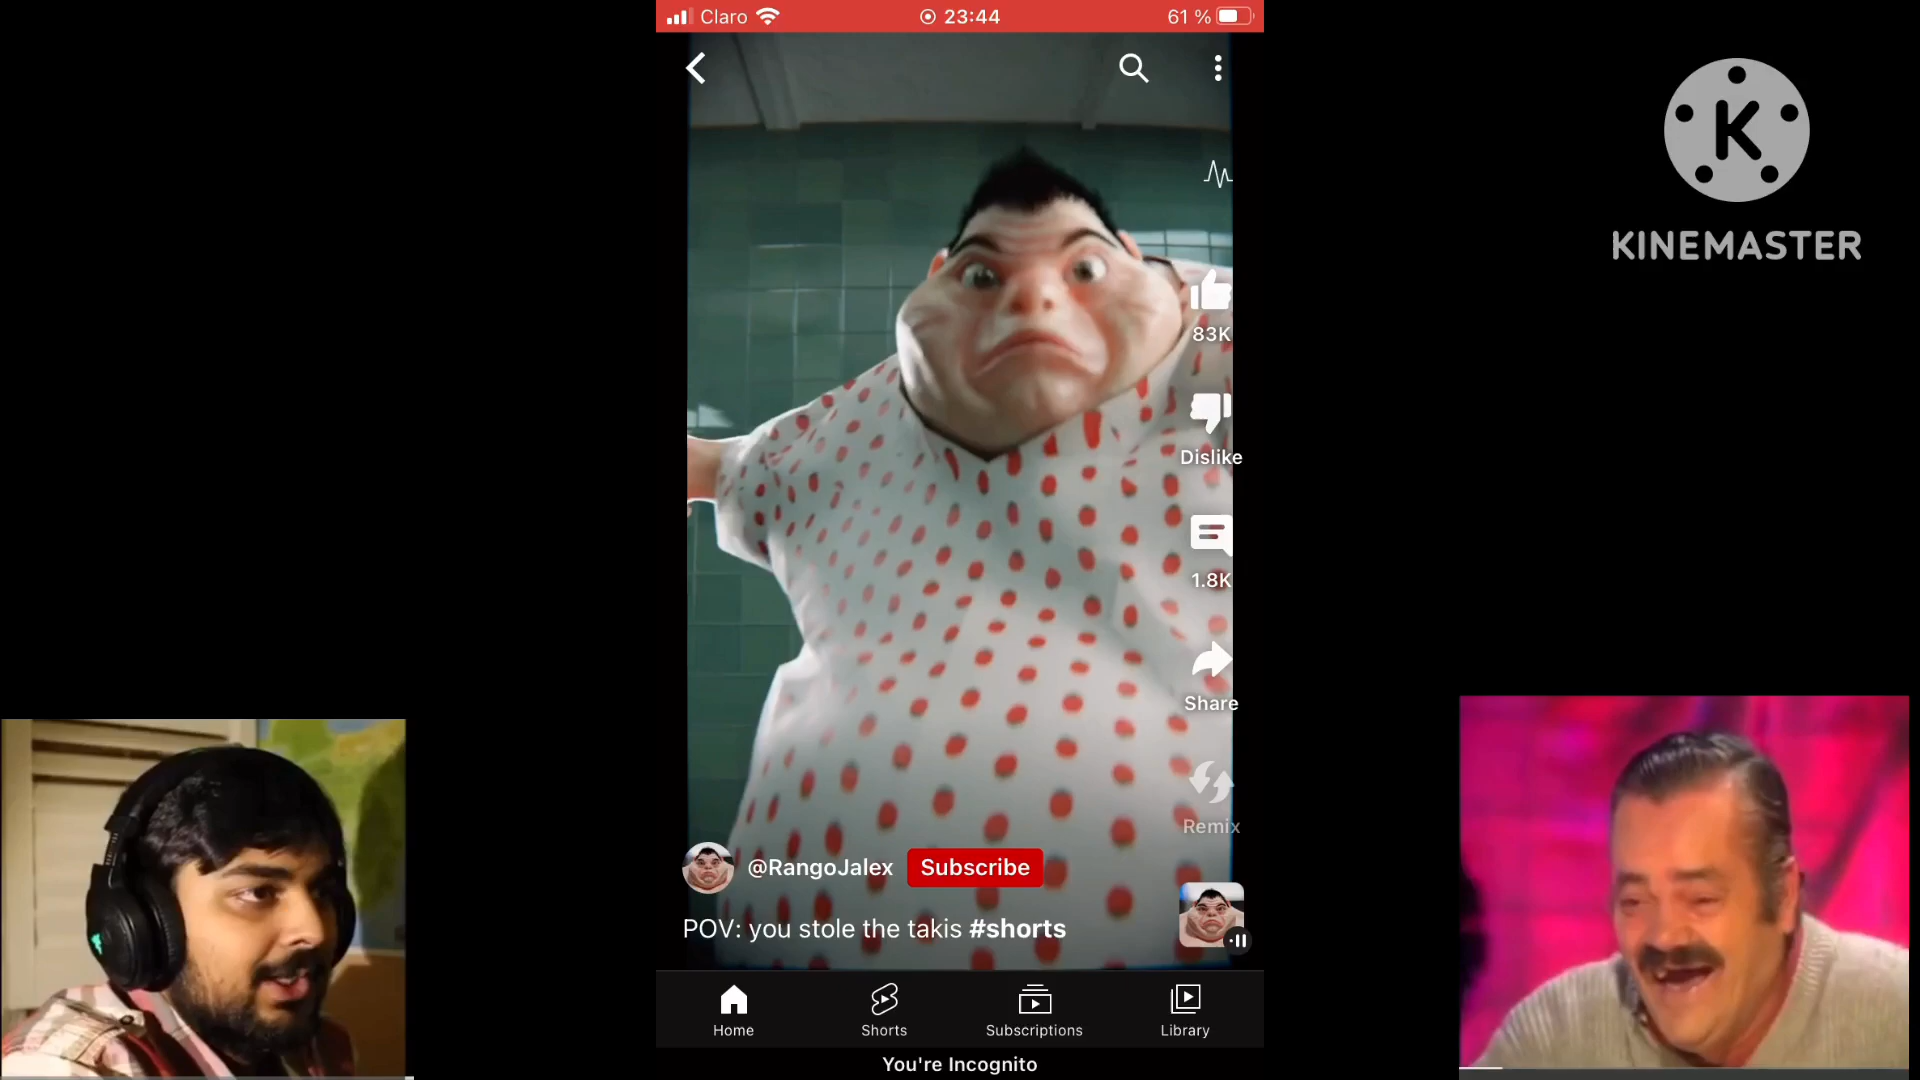 Claro 23:44 61 %
K
KINEMASTER
83K
Dislike
1.8K
Share
Remix
@RangoJalex Subscribe
POV: you stole the takis #shorts
Home Shorts Subscriptions Library
You're Incognito